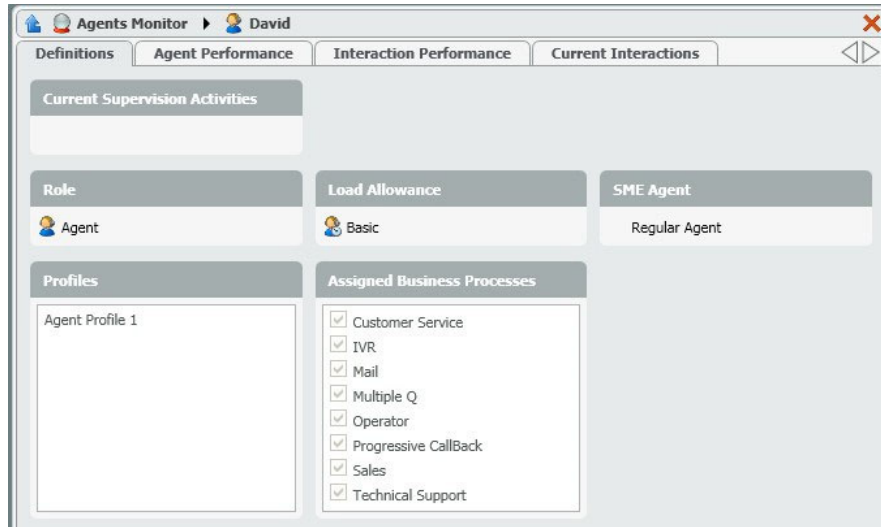 Agents Monitor David
Definitions Agent Performance Interaction Performance Current Interactions
Current Supervision Activities
Role Load Allowance SME Agent
Agent Basic Regular Agent
Profiles Assigned Business Processes
Agent Profile 1
Customer Service
IVR
Mail
Multiple Q
Operator
Progressive CallBack
Sales
Technical Support